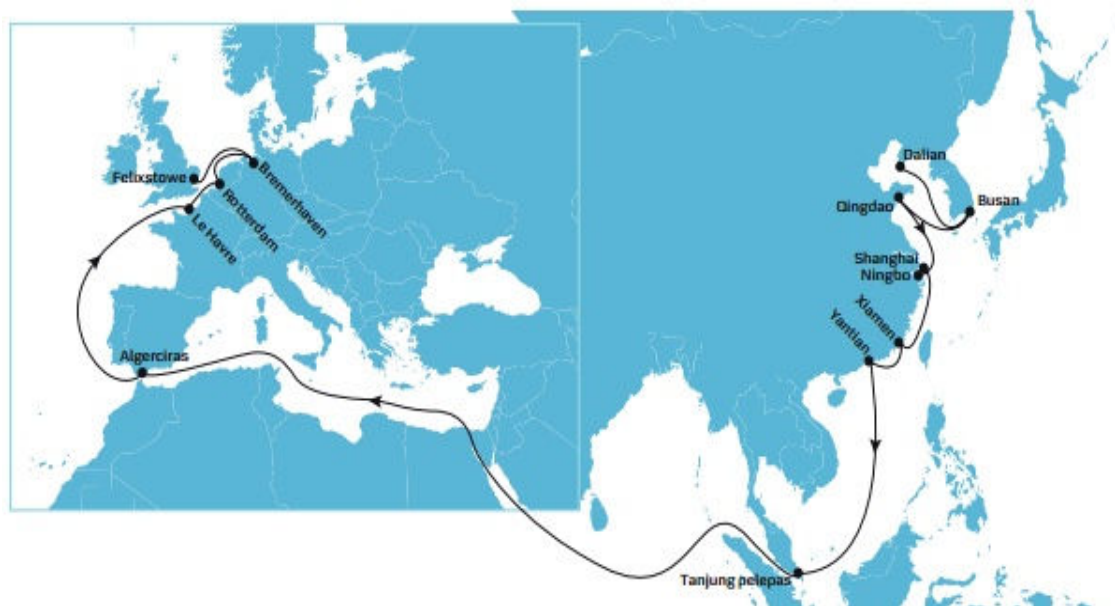 Felixstowe
Bremerhaven
Rotterdam
Le Havre
Algerciras
Dalian
Qingdao
Busan
Shanghai
Ningbo
Xiamen
Yantian
Tanjung pelepas